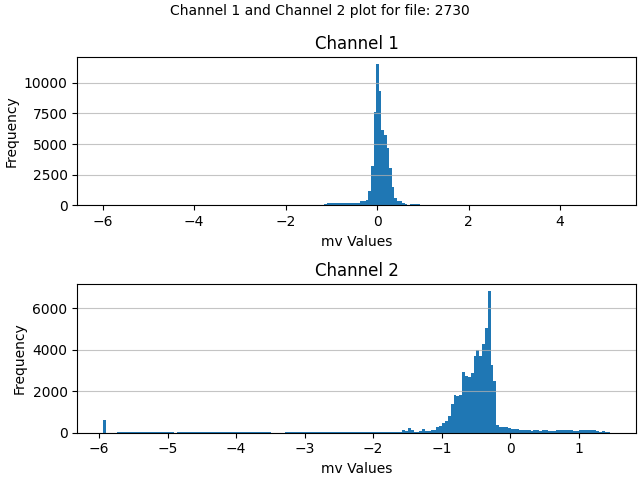 Channel 1 and Channel 2 plot for file: 2730
Channel 1
Frequency
10000
7500
5000
2500
0
−6 −4 −2 0 2 4
mv Values
Channel 2
Frequency
6000
4000
2000
0
−6 −5 −4 −3 −2 −1 0 1
mv Values